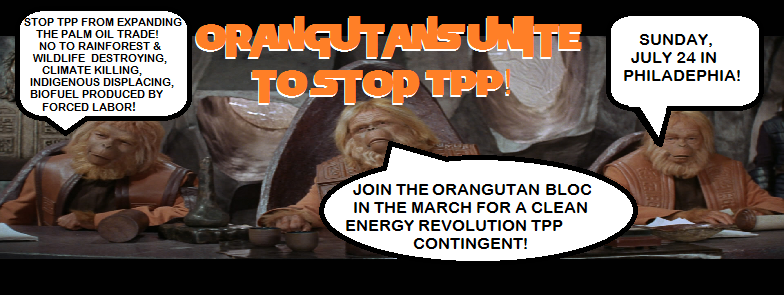 STOP TPP FROM EXPANDING
THE PALM OIL TRADE!
NO TO RAINFOREST &
WILDLIFE DESTROYING,
CLIMATE KILLING,
INDIGENOUS DISPLACING,
BIOFUEL PRODUCED BY
FORCED LABOR!
ORANGUTANS UNITE
TO STOP TPP!
SUNDAY,
JULY 24 IN
PHILADEPHIA!
JOIN THE ORANGUTAN BLOC
IN THE MARCH FOR A CLEAN
ENERGY REVOLUTION TPP
CONTINGENT!